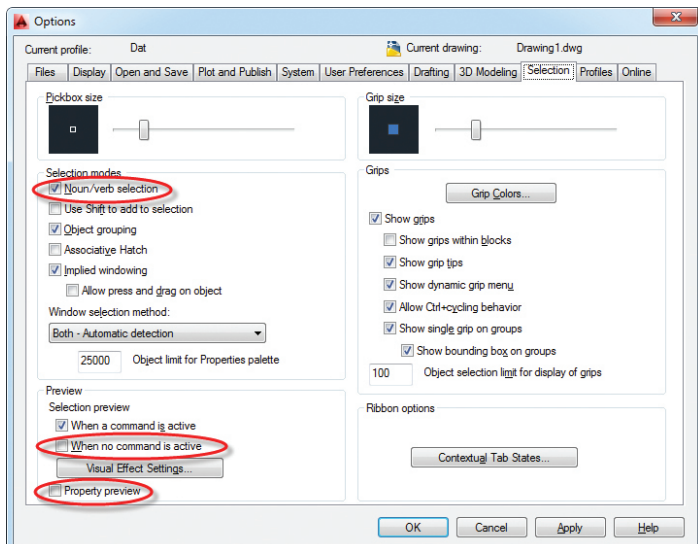 Options
Current profile: Dat Current drawing: Drawing1.dwg
Files Display Open and Save Plot and Publish System User Preferences Drafting 3D Modeling Selection Profiles Online
Pickbox size
Selection modes
Noun/verb selection
Use Shift to add to selection
Object grouping
Associative Hatch
Implied windowing
Allow press and drag on object
Window selection method:
Both - Automatic detection
25000 Object limit for Properties palette
Preview
Selection preview
When a command is active
When no command is active
Visual Effect Settings...
Property preview
Grip size
Grips
Grip Colors...
Show grips
Show grips within blocks
Show grip tips
Show dynamic grip menu
Allow Ctrl+cycling behavior
Show single grip on groups
Show bounding box on groups
100 Object selection limit for display of grips
Ribbon options
Contextual Tab States...
OK Cancel Apply Help